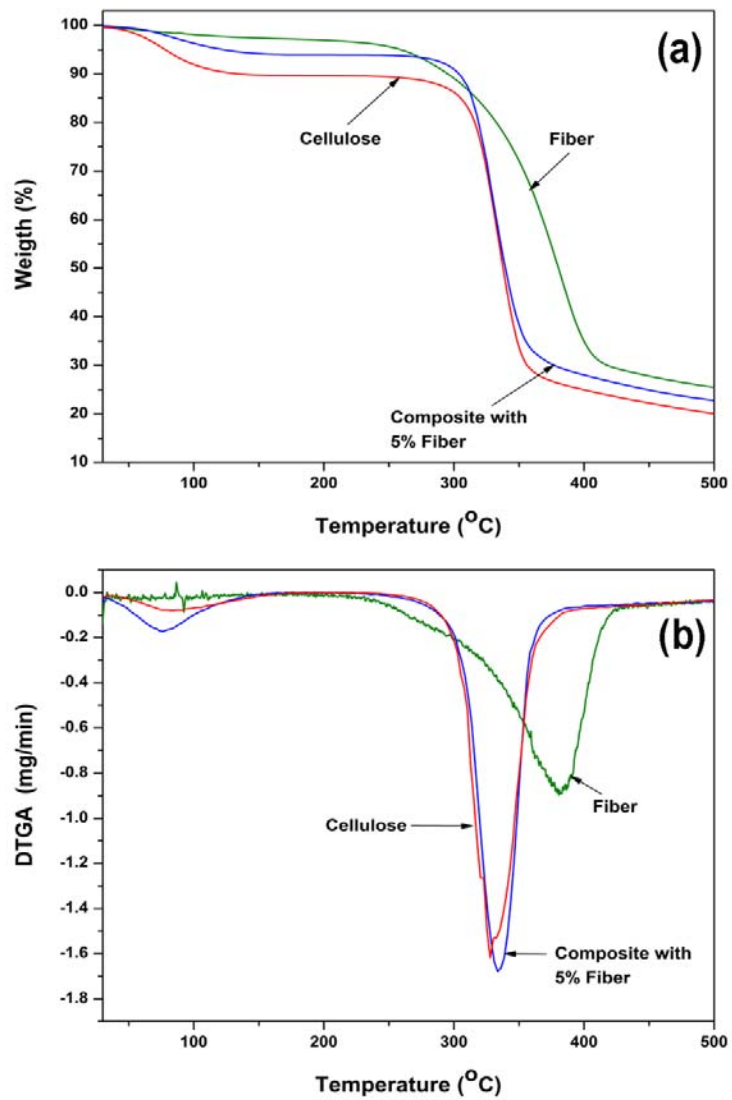 (a)
100
90
80
70
60
50
40
30
20
10
Weigth (%)
Cellulose
Fiber
Composite with
5% Fiber
100
200
300
400
500
Temperature (°C)
(b)
0.0
-0.2
-0.4
-0.6
-0.8
-1.0
-1.2
-1.4
-1.6
-1.8
DTGA (mg/min)
Fiber
Cellulose
Composite with
5% Fiber
100
200
300
400
500
Temperature (°C)